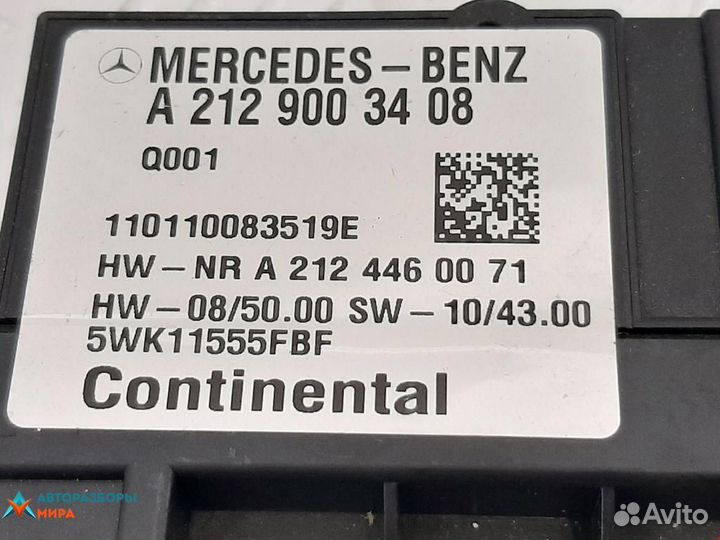 MERCEDES-BENZ
A 212 900 34 08
Q001
110110083519E
HW-NR A 212 446 00 71
HW-08/50.00 SW-10/43.00
5WK11555FBF
Continental
АВТОРАЗБОРЫ
МИРА
Avito